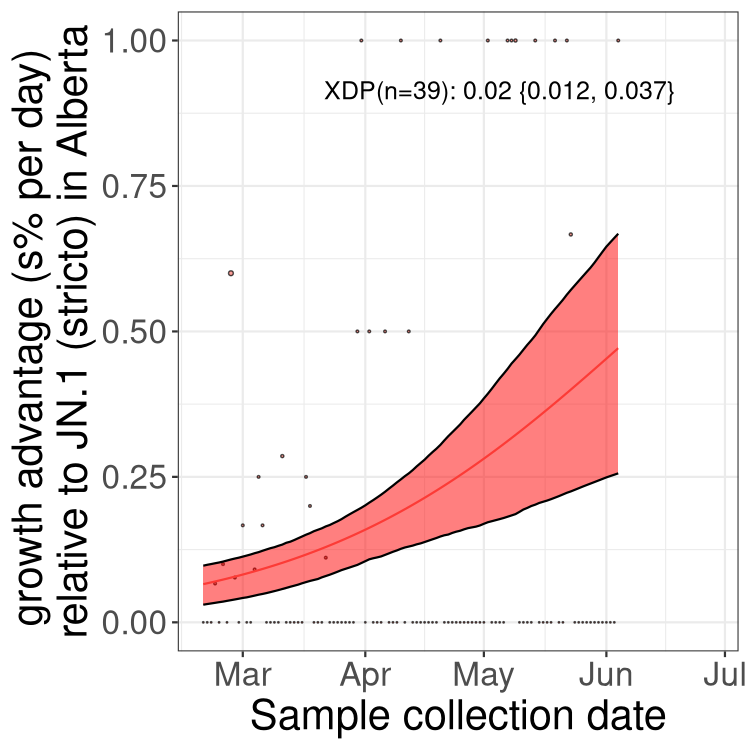 growth advantage (s% per day)
relative to JN.1 (stricto) in Alberta
1.00
0.75
0.50
0.25
0.00
XDP(n=39): 0.02 {0.012, 0.037}
Mar Apr May Jun Jul
Sample collection date